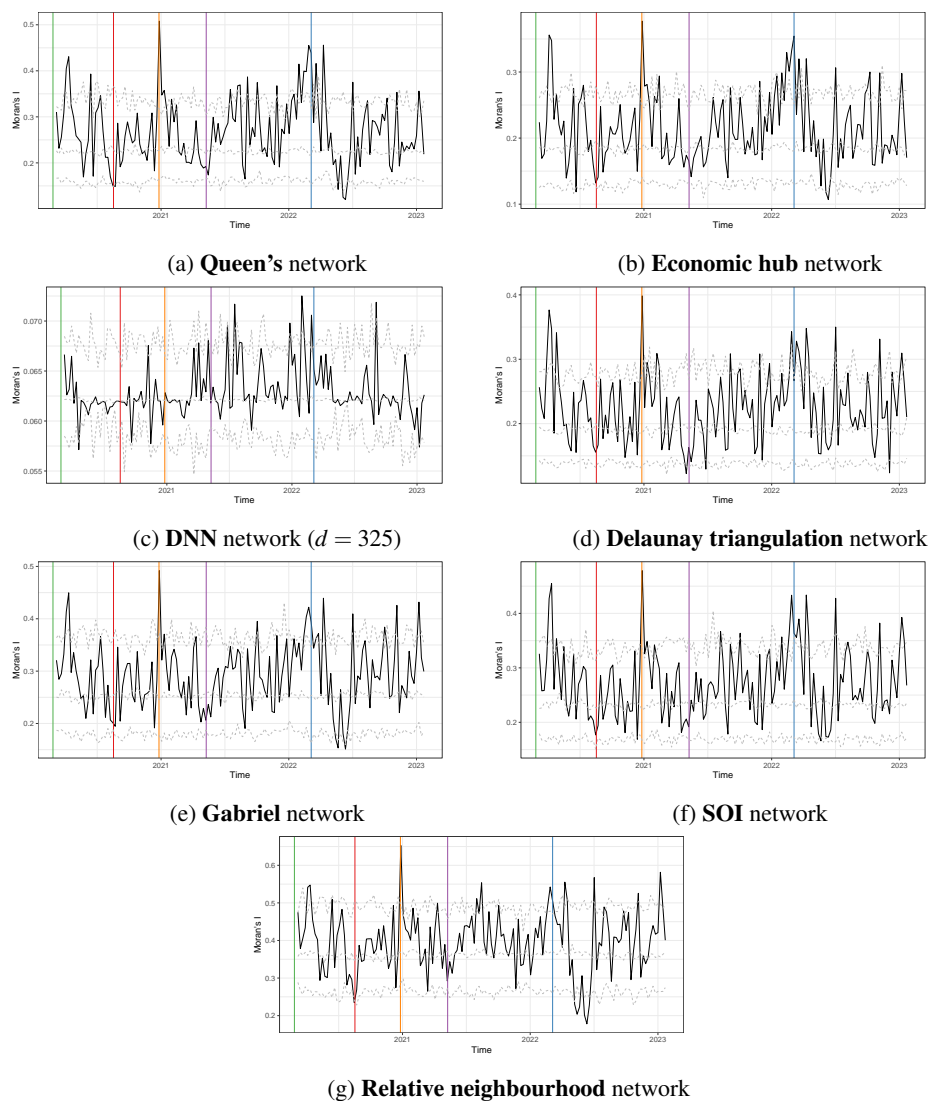 0.5
0.4
0.3
0.2
Moran's I
2021
2022
2023
Time
(a) Queen's network
0.3
0.2
0.1
Moran's I
2021
2022
2023
Time
(b) Economic hub network
0.070
0.065
0.060
0.055
Moran's I
2021
2022
2023
Time
(c) DNN network (d = 325)
0.4
0.3
0.2
Moran's I
2021
2022
2023
Time
(d) Delaunay triangulation network
0.5
0.4
0.3
0.2
Moran's I
2021
2022
2023
Time
(e) Gabriel network
0.4
0.3
0.2
Moran's I
2021
2022
2023
Time
(f) SOI network
0.6
0.5
0.4
0.3
0.2
Moran's I
2021
2022
2023
Time
(g) Relative neighbourhood network